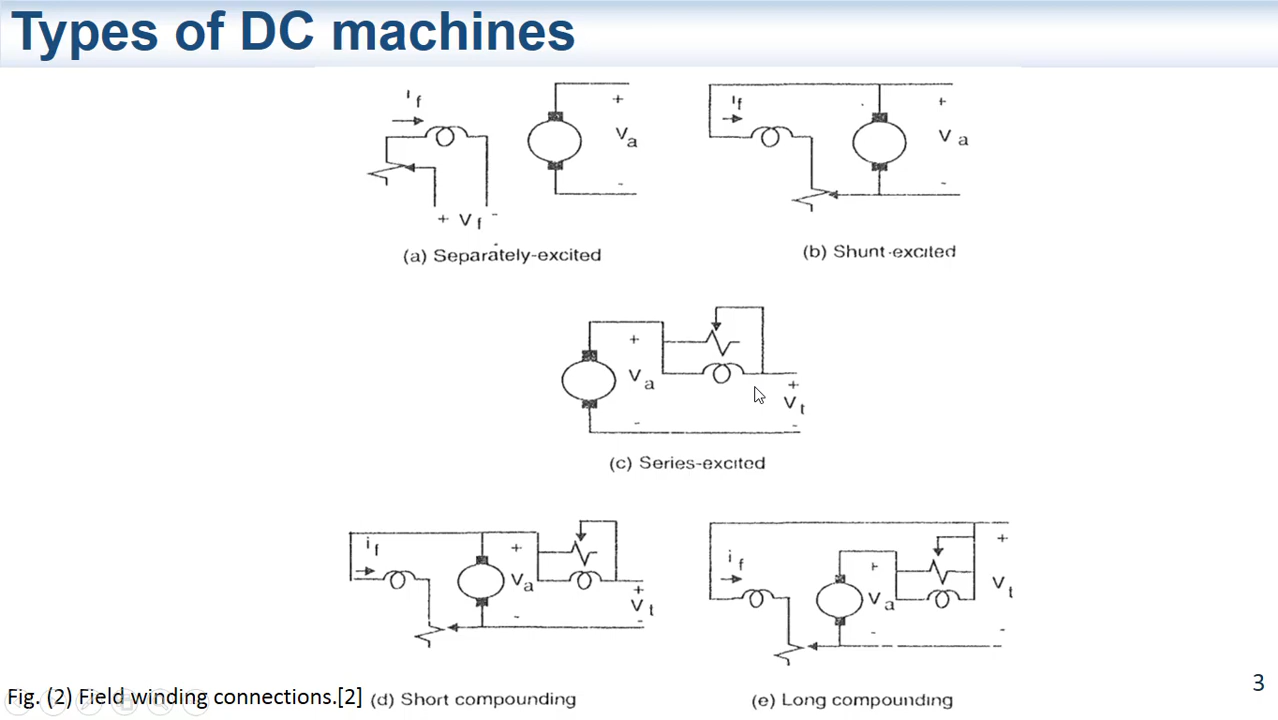 Types of DC machines
i f
+
V a
-
+ V f -
(a) Separately-excited
i f
+
V a
-
(b) Shunt-excited
+
V a
-
+
V t
-
(c) Series-excited
i f
+
V a
-
+
V t
-
(d) Short compounding
i f
+
V a
-
+
V t
-
(e) Long compounding
Fig. (2) Field winding connections.[2]
3